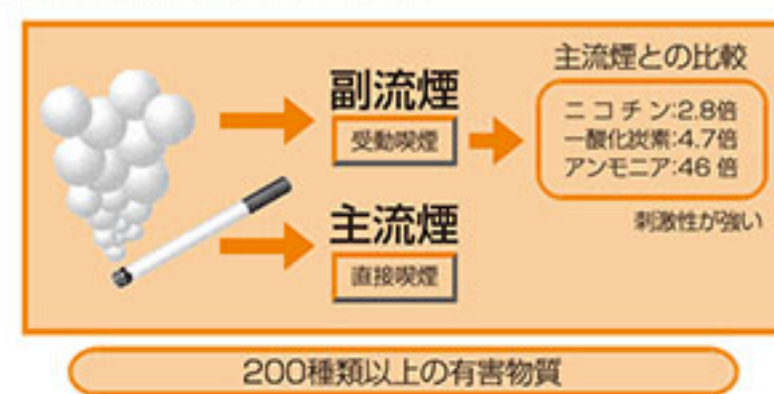 副流煙
受動喫煙
主流煙との比較
ニコチン:2.8倍
一酸化炭素:4.7倍
アンモニア:46 倍
刺激性が強い
主流煙
直接喫煙
200種類以上の有害物質